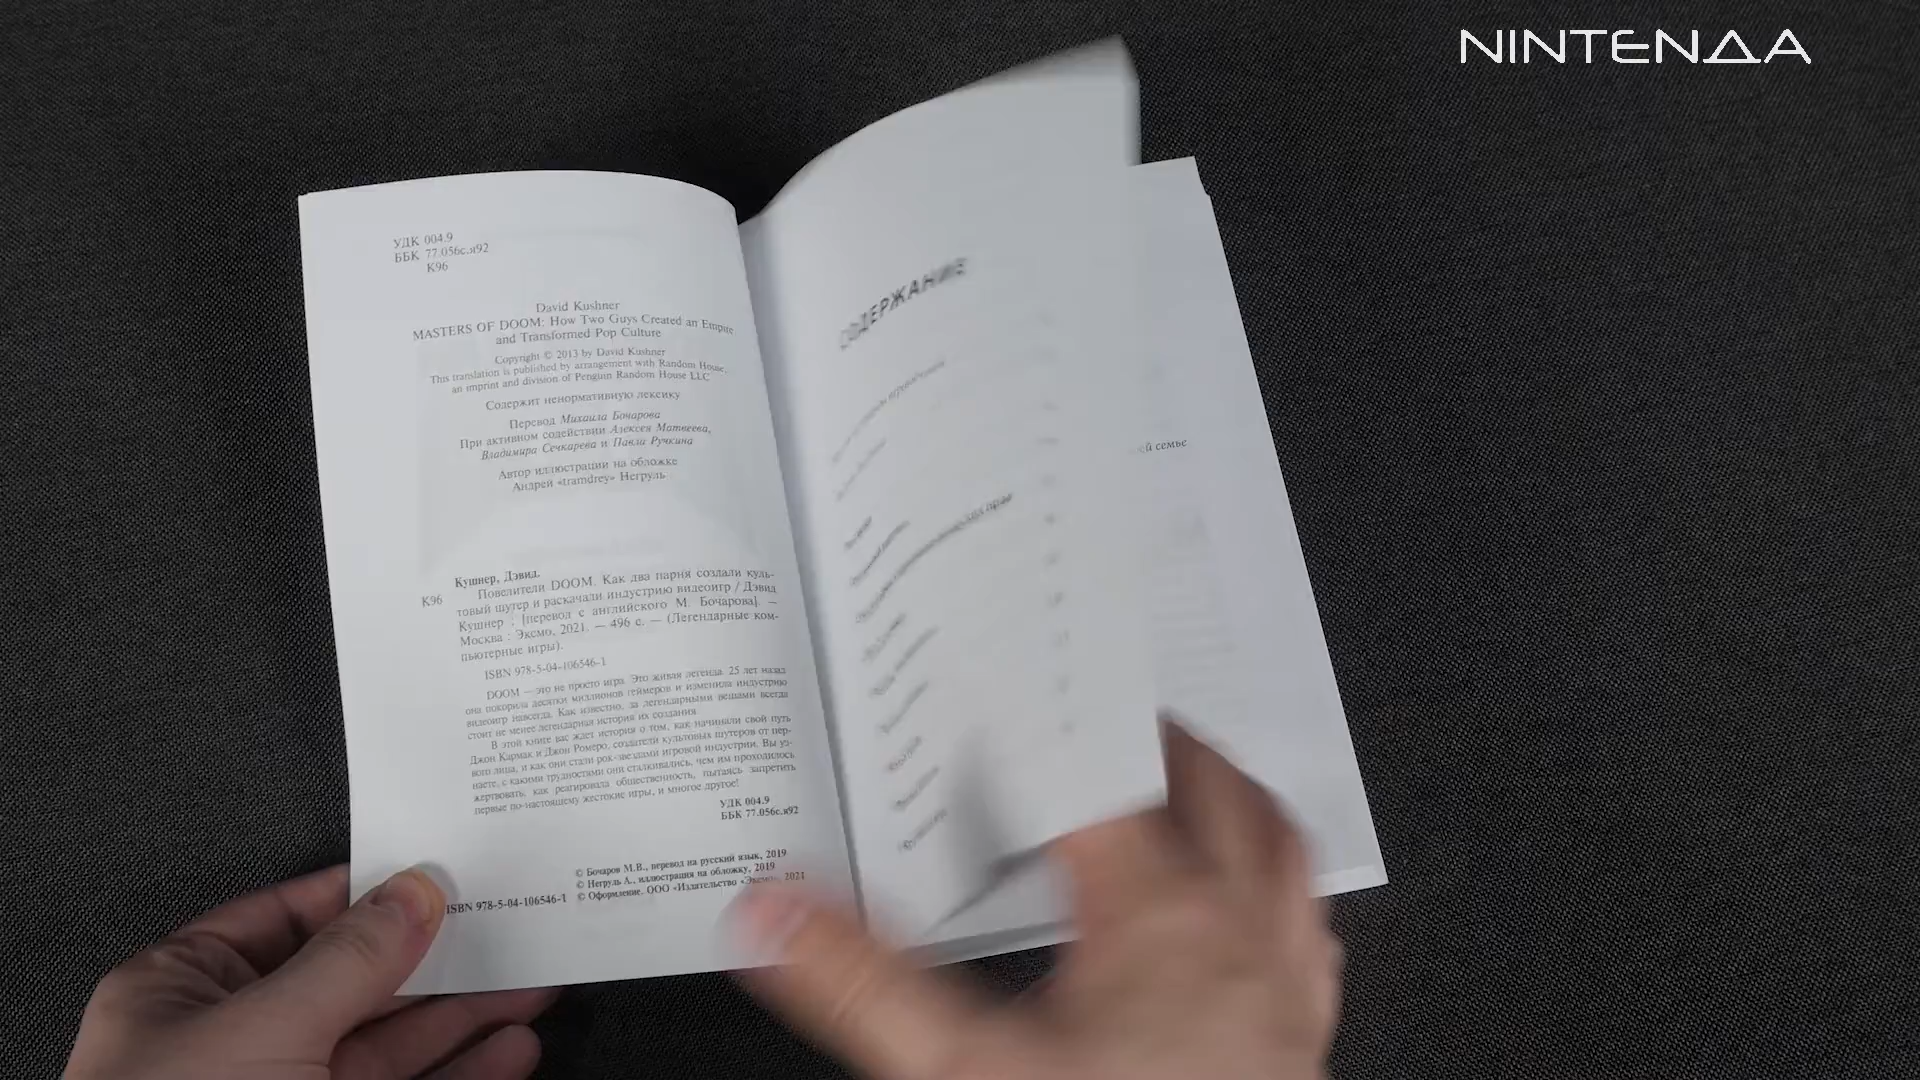 NINTENДA
УДК 004.9
ББК 77.056с.я92
К96
David Kushner
MASTERS OF DOOM: How Two Guys Created an Empire
and Transformed Pop Culture
Copyright © 2013 by David Kushner
This translation is published by arrangement with Random House,
an imprint and division of Penguin Random House LLC
Содержит ненормативную лексику
Перевод Михаила Бочарова
При активном содействии Алексея Матвеева,
Владимира Сечкарева и Павла Ручкина
Автор иллюстрации на обложке
Андрей «tramdrey» Негруль
Кушнер, Дэвид.
К96 Повелители DOOM. Как два парня создали куль-
товый шутер и раскачали индустрию видеоигр / Дэвид
Кушнер ; [перевод с английского М. Бочарова]. —
Москва : Эксмо, 2021. — 496 с. — (Легендарные ком-
пьютерные игры).
ISBN 978-5-04-106546-1
DOOM — это не просто игра. Это живая легенда. 25 лет назад
она покорила десятки миллионов геймеров и изменила индустрию
видеоигр навсегда. Как известно, за легендарными вещами всегда
стоит не менее легендарная история их создания.
В этой книге вас ждет история о том, как начинали свой путь
Джон Кармак и Джон Ромеро, создатели культовых шутеров от пер-
вого лица, и как они стали рок-звездами игровой индустрии. Вы уз-
наете, с какими трудностями они сталкивались, чем им проходилось
жертвовать, как реагировала общественность, пытаясь запретить
первые по-настоящему жестокие игры, и многое другое!
УДК 004.9
ББК 77.056с.я92
© Бочаров М.В., перевод на русский язык, 2019
© Негруль А., иллюстрация на обложку, 2019
ISBN 978-5-04-106546-1 © Оформление. ООО «Издательство «Эксмо», 2021
СОДЕРЖАНИЕ
семье